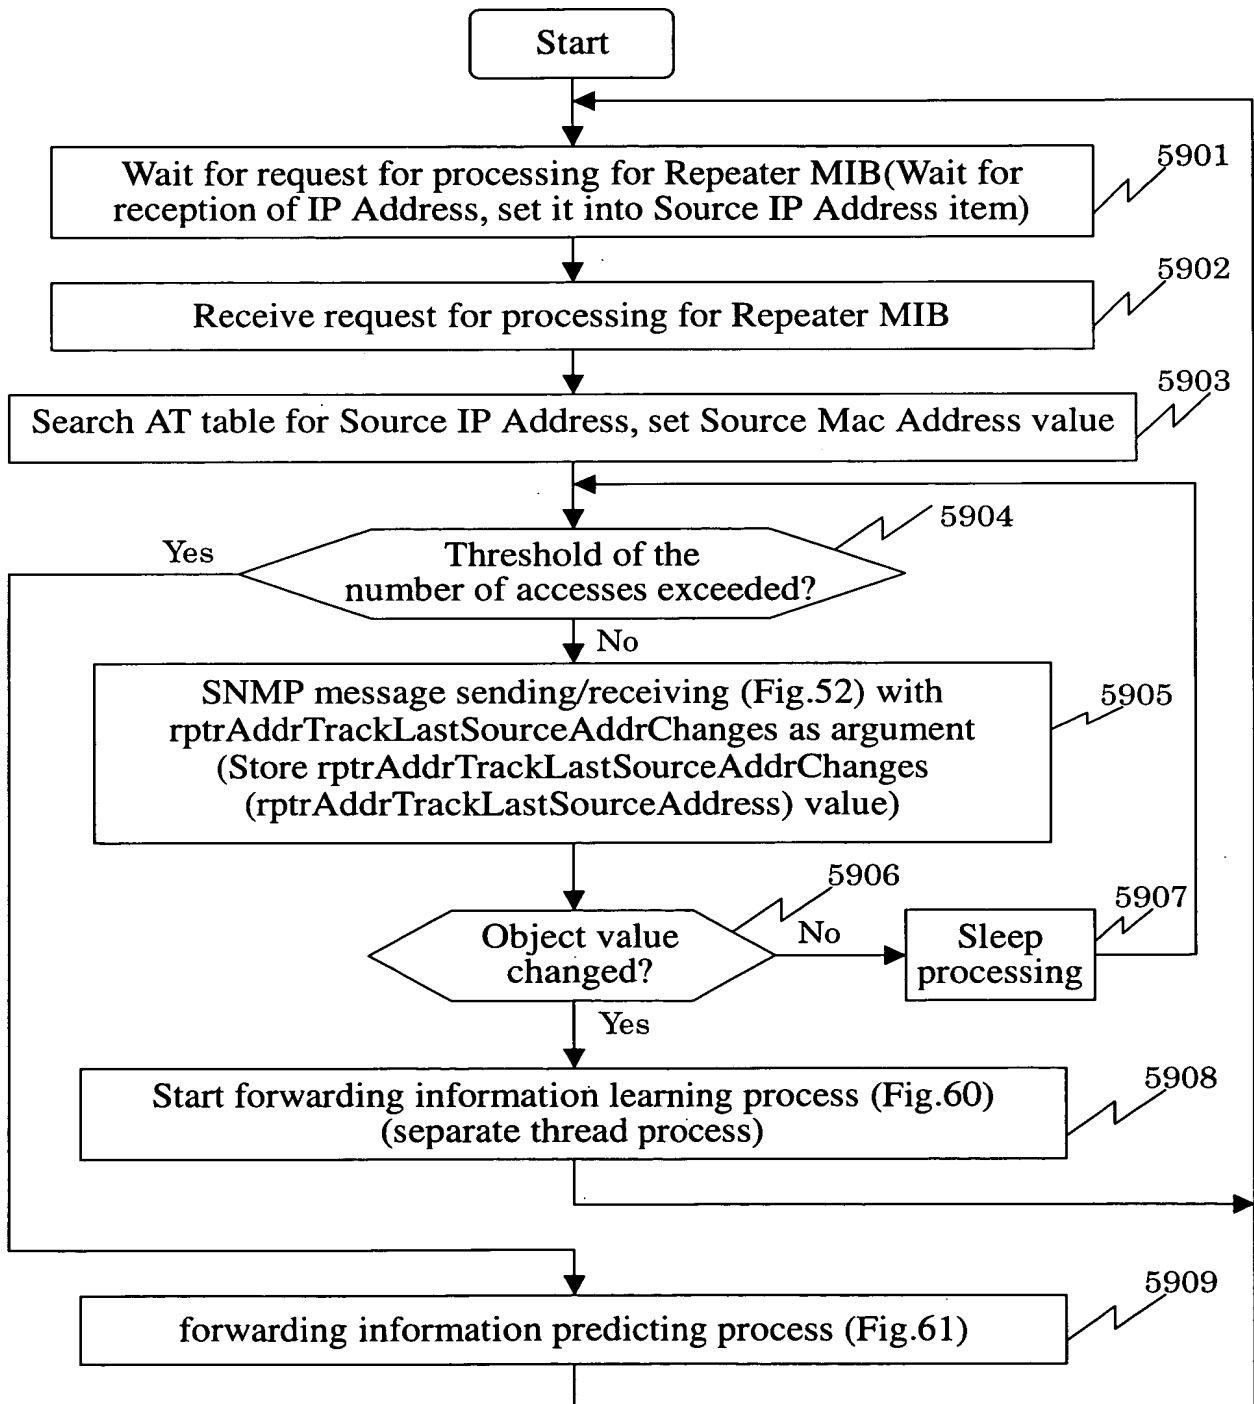 Start
Wait for request for processing for Repeater MIB(Wait for
reception of IP Address, set it into Source IP Address item)
5901
Receive request for processing for Repeater MIB
5902
Search AT table for Source IP Address, set Source Mac Address value
5903
Threshold of the
number of accesses exceeded?
5904
Yes
No
SNMP message sending/receiving (Fig.52) with
rptrAddrTrackLastSourceAddrChanges as argument
(Store rptrAddrTrackLastSourceAddrChanges
(rptrAddrTrackLastSourceAddress) value)
5905
Object value
changed?
5906
No
Sleep
processing
5907
Yes
Start forwarding information learning process (Fig.60)
(separate thread process)
5908
forwarding information predicting process (Fig.61)
5909